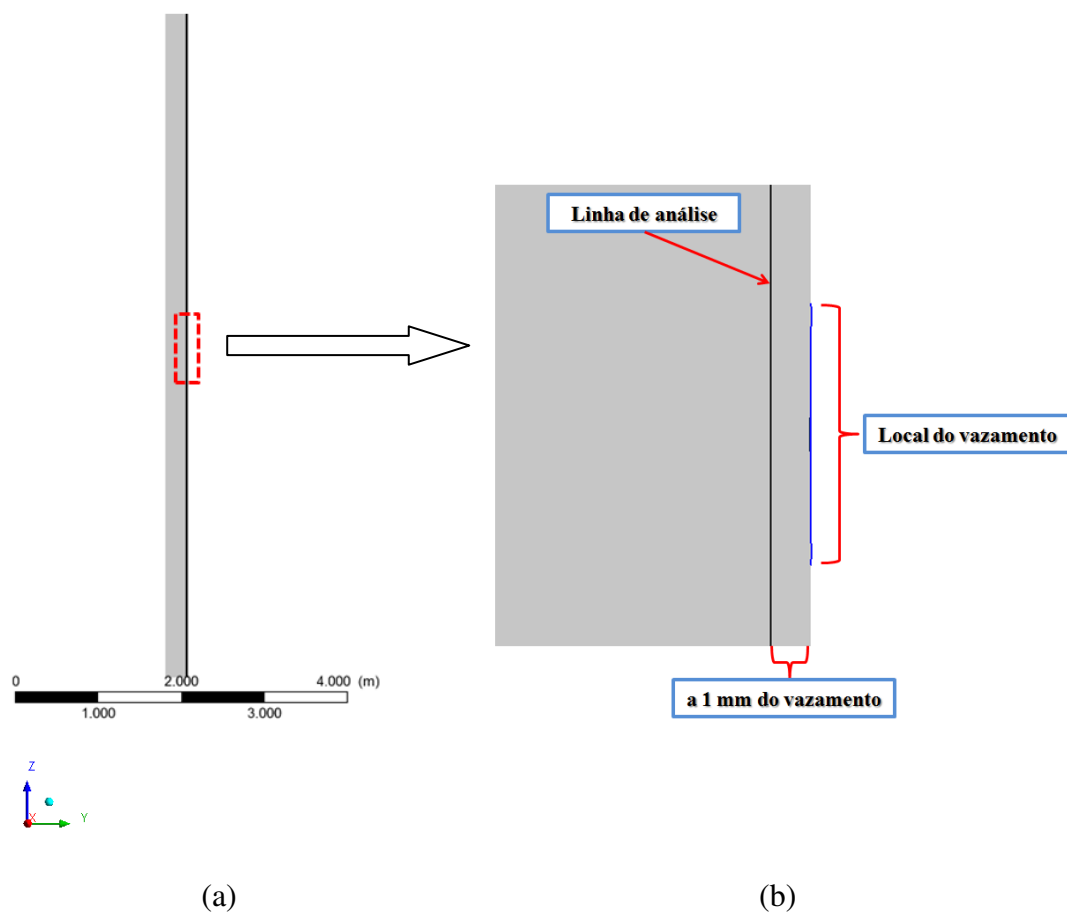 Linha de análise
Local do vazamento
a 1 mm do vazamento
0 2.000 4.000 (m)
1.000 3.000
Z
X Y
(a) (b)